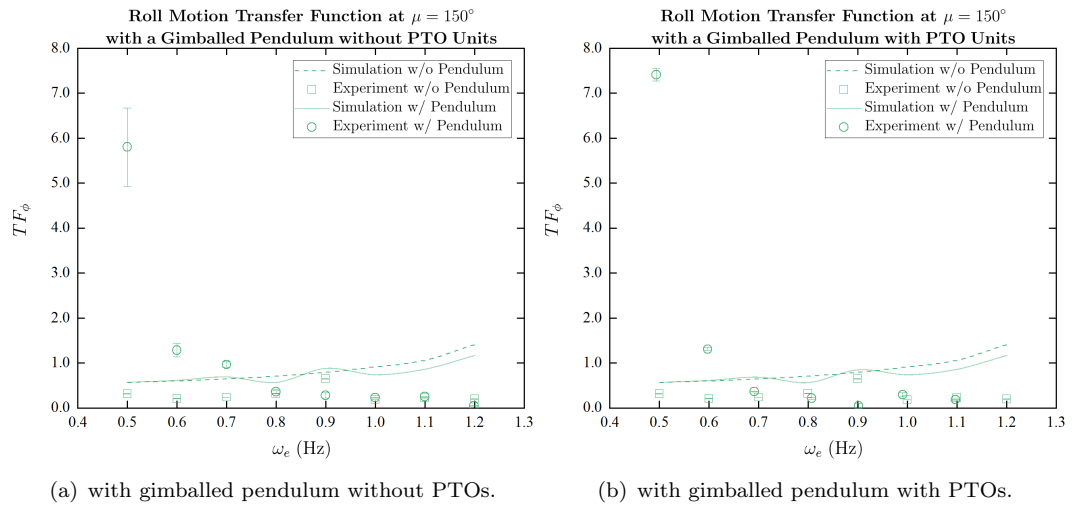 Roll Motion Transfer Function at μ = 150°
with a Gimballed Pendulum without PTO Units
8.0
7.0
6.0
5.0
4.0
3.0
2.0
1.0
0.0
TF_ϕ
Simulation w/o Pendulum
Experiment w/o Pendulum
Simulation w/ Pendulum
Experiment w/ Pendulum
0.4 0.5 0.6 0.7 0.8 0.9 1.0 1.1 1.2 1.3
ω_e (Hz)
(a) with gimballed pendulum without PTOs.
Roll Motion Transfer Function at μ = 150°
with a Gimballed Pendulum with PTO Units
8.0
7.0
6.0
5.0
4.0
3.0
2.0
1.0
0.0
TF_ϕ
Simulation w/o Pendulum
Experiment w/o Pendulum
Simulation w/ Pendulum
Experiment w/ Pendulum
0.4 0.5 0.6 0.7 0.8 0.9 1.0 1.1 1.2 1.3
ω_e (Hz)
(b) with gimballed pendulum with PTOs.